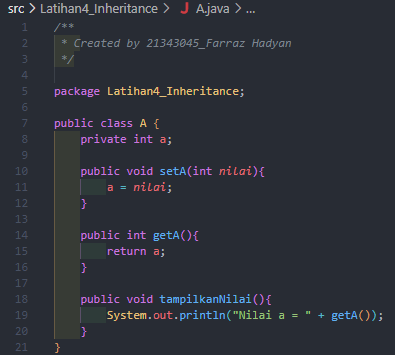 src > Latihan4_Inheritance > J A.java > ...
1 /**
2 * Created by 21343045_Farraz Hadyan
3 */
4
5 package Latihan4_Inheritance;
6
7 public class A {
8 private int a;
9
10 public void setA(int nilai){
11 a = nilai;
12 }
13
14 public int getA(){
15 return a;
16 }
17
18 public void tampilkanNilai(){
19 System.out.println("Nilai a = " + getA());
20 }
21 }